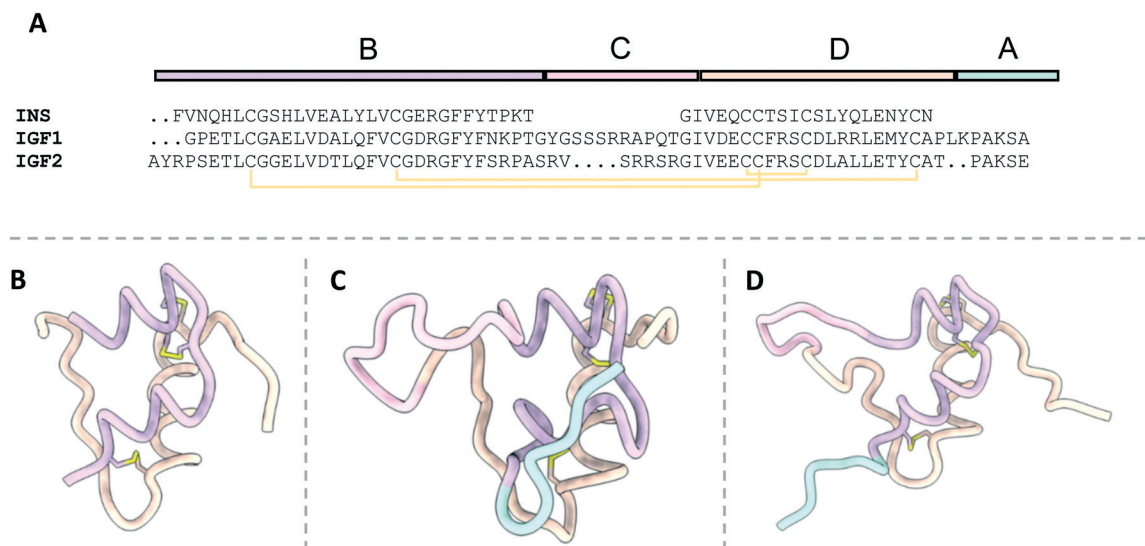 A
B C D A
INS ..FVNQHLCGSHLVEALYLVCGERGFFYTPKT GIVEQCCTSICSLYQLENYCN
IGF1 ...GPETLCGAELVDALQFVCGDRGFYFNKPTGYGSSSRRAPQTGIVDECCFRSCDLRRLEMYCAPLKPAKSA
IGF2 AYRPSETLCGGELVDTLQFVCGDRGFYFSRPASRV....SRRSRGIVEECCFRSCDLALLETYCAT..PAKSE
B
C
D